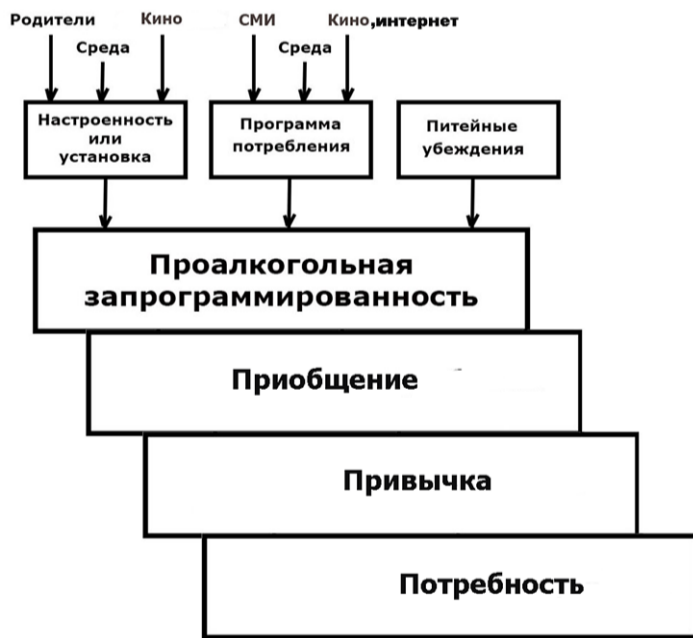 Родители Кино СМИ Кино,интернет
Среда Среда
Настроенность
или
установка
Программа
потребления
Питейные
убеждения
Проалкогольная
запрограммированность
Приобщение
Привычка
Потребность